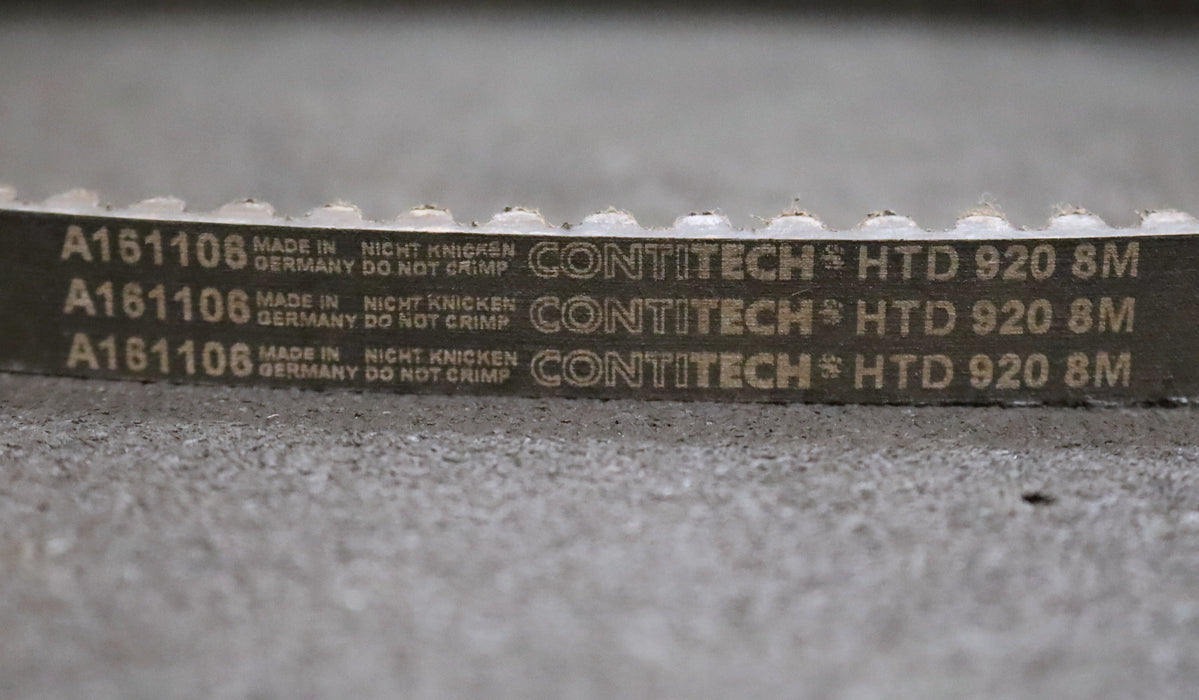 A161106 MADE IN GERMANY NICHT KNICKEN DO NOT CRIMP CONTITECH* HTD 920 8M
A161106 MADE IN GERMANY NICHT KNICKEN DO NOT CRIMP CONTITECH* HTD 920 8M
A161106 MADE IN GERMANY NICHT KNICKEN DO NOT CRIMP CONTITECH* HTD 920 8M